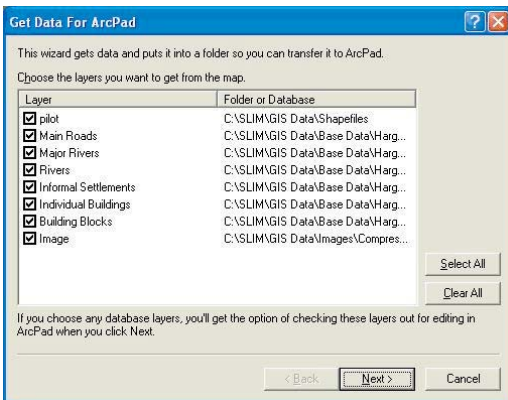 Get Data For ArcPad
This wizard gets data and puts it into a folder so you can transfer it to ArcPad.
Choose the layers you want to get from the map.
Layer Folder or Database
pilot C:\SLIM\GIS Data\Shapefiles
Main Roads C:\SLIM\GIS Data\Base Data\Harg...
Major Rivers C:\SLIM\GIS Data\Base Data\Harg...
Rivers C:\SLIM\GIS Data\Base Data\Harg...
Informal Settlements C:\SLIM\GIS Data\Base Data\Harg...
Individual Buildings C:\SLIM\GIS Data\Base Data\Harg...
Building Blocks C:\SLIM\GIS Data\Base Data\Harg...
Image C:\SLIM\GIS Data\Images\Compres...
Select All
Clear All
If you choose any database layers, you'll get the option of checking these layers out for editing in
ArcPad when you click Next.
< Back Next > Cancel